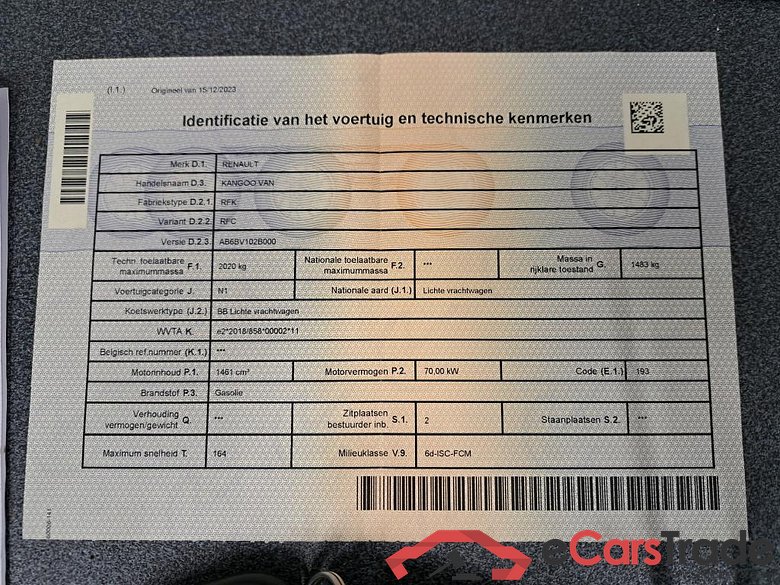 (I.1.) Origineel van 15/12/2023
Identificatie van het voertuig en technische kenmerken
Merk D.1. RENAULT
Handelsnaam D.3. KANGOO VAN
Fabriekstype D.2.1. RFK
Variant D.2.2. RFC
Versie D.2.3. AB6BV102B000
Techn. toelaatbare maximummassa F.1. 2020 kg Nationale toelaatbare maximummassa F.2. *** Massa in rijklare toestand G. 1483 kg
Voertuigcategorie J. N1 Nationale aard (J.1.) Lichte vrachtwagen
Koetswerktype (J.2.) BB Lichte vrachtwagen
WVTA K. e2*2018/858*00002*11
Belgisch ref.nummer (K.1.) ***
Motorinhoud P.1. 1461 cm³ Motorvermogen P.2. 70,00 kW Code (E.1.) 193
Brandstof P.3. Gasolie
Verhouding vermogen/gewicht Q. *** Zitplaatsen bestuurder inb. S.1. 2 Staanplaatsen S.2. ***
Maximum snelheid T. 164 Milieuklasse V.9. 6d-ISC-FCM
eCarsTrade